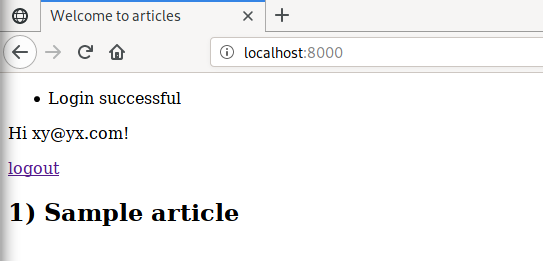 Welcome to articles
localhost:8000
Login successful
Hi xy@yx.com!
logout
1) Sample article